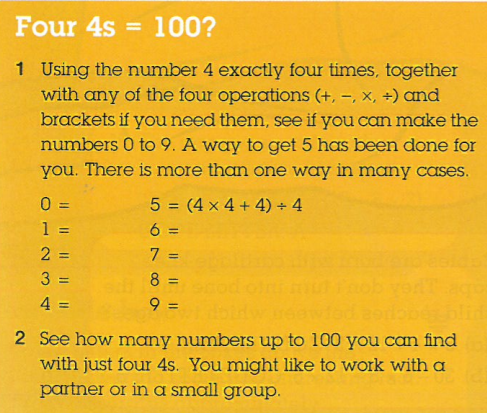 Four 4s = 100?
1 Using the number 4 exactly four times, together
with any of the four operations (+, −, ×, ÷) and
brackets if you need them, see if you can make the
numbers 0 to 9. A way to get 5 has been done for
you. There is more than one way in many cases.
0 = 5 = (4 × 4 + 4) ÷ 4
1 = 6 =
2 = 7 =
3 = 8 =
4 = 9 =
2 See how many numbers up to 100 you can find
with just four 4s. You might like to work with a
partner or in a small group.